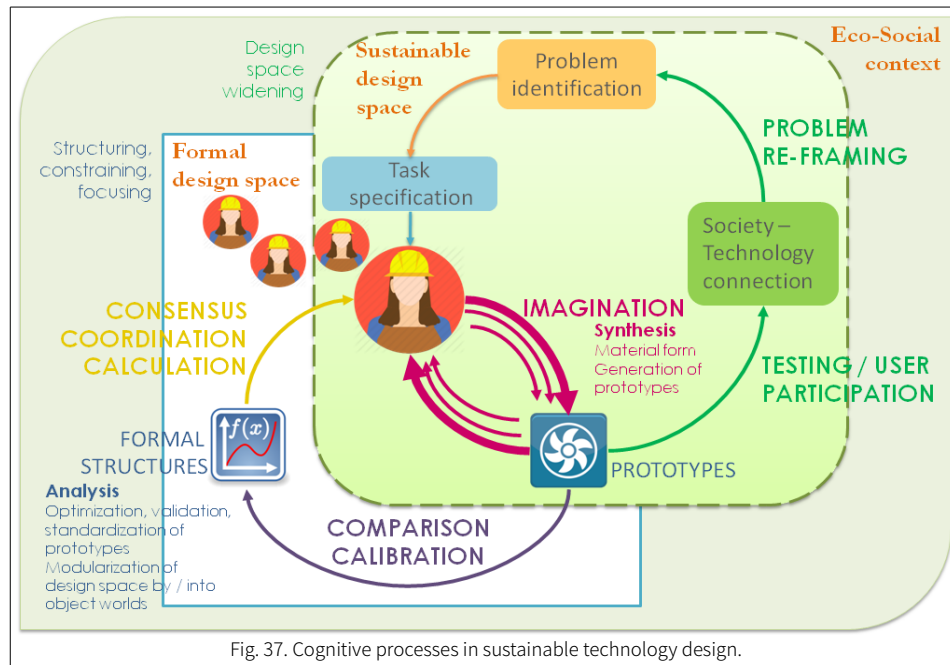 Eco-Social
context
Design
space
widening
Sustainable
design
space
Problem
identification
PROBLEM
RE-FRAMING
Structuring,
constraining,
focusing
Formal
design space
Task
specification
Society –
Technology
connection
CONSENSUS
COORDINATION
CALCULATION
IMAGINATION
Synthesis
Material form
Generation of
prototypes
TESTING / USER
PARTICIPATION
f(x)
FORMAL
STRUCTURES
PROTOTYPES
Analysis
Optimization, validation,
standardization of
prototypes
Modularization of
design space by / into
object worlds
COMPARISON
CALIBRATION
Fig. 37. Cognitive processes in sustainable technology design.